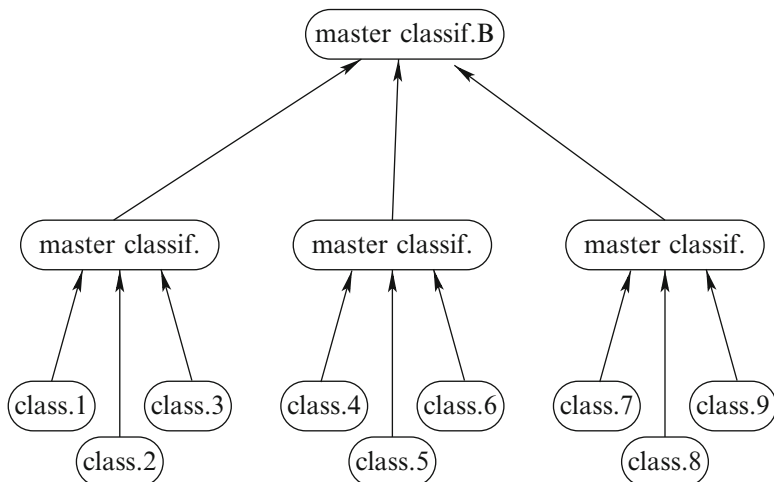 master classif.B
master classif.
master classif.
master classif.
class.1
class.3
class.4
class.6
class.7
class.9
class.2
class.5
class.8